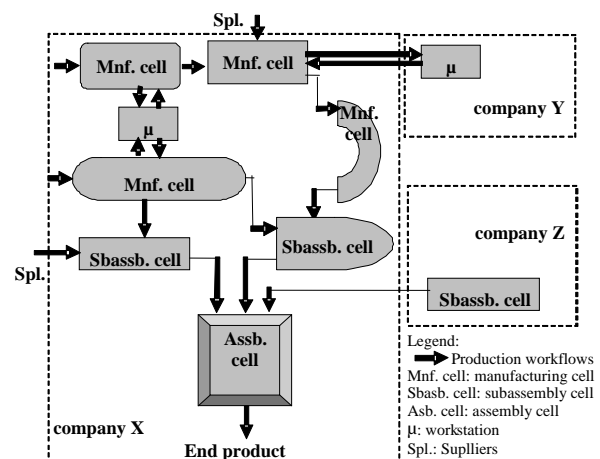 Spl.
Mnf. cell
Mnf. cell
μ
company Y
Mnf.
cell
μ
Mnf. cell
Sbassb. cell
Sbassb. cell
Spl.
company Z
Sbassb. cell
Assb.
cell
company X
End product
Legend:
Production workflows
Mnf. cell: manufacturing cell
Sbasb. cell: subassembly cell
Asb. cell: assembly cell
μ: workstation
Spl.: Suplliers